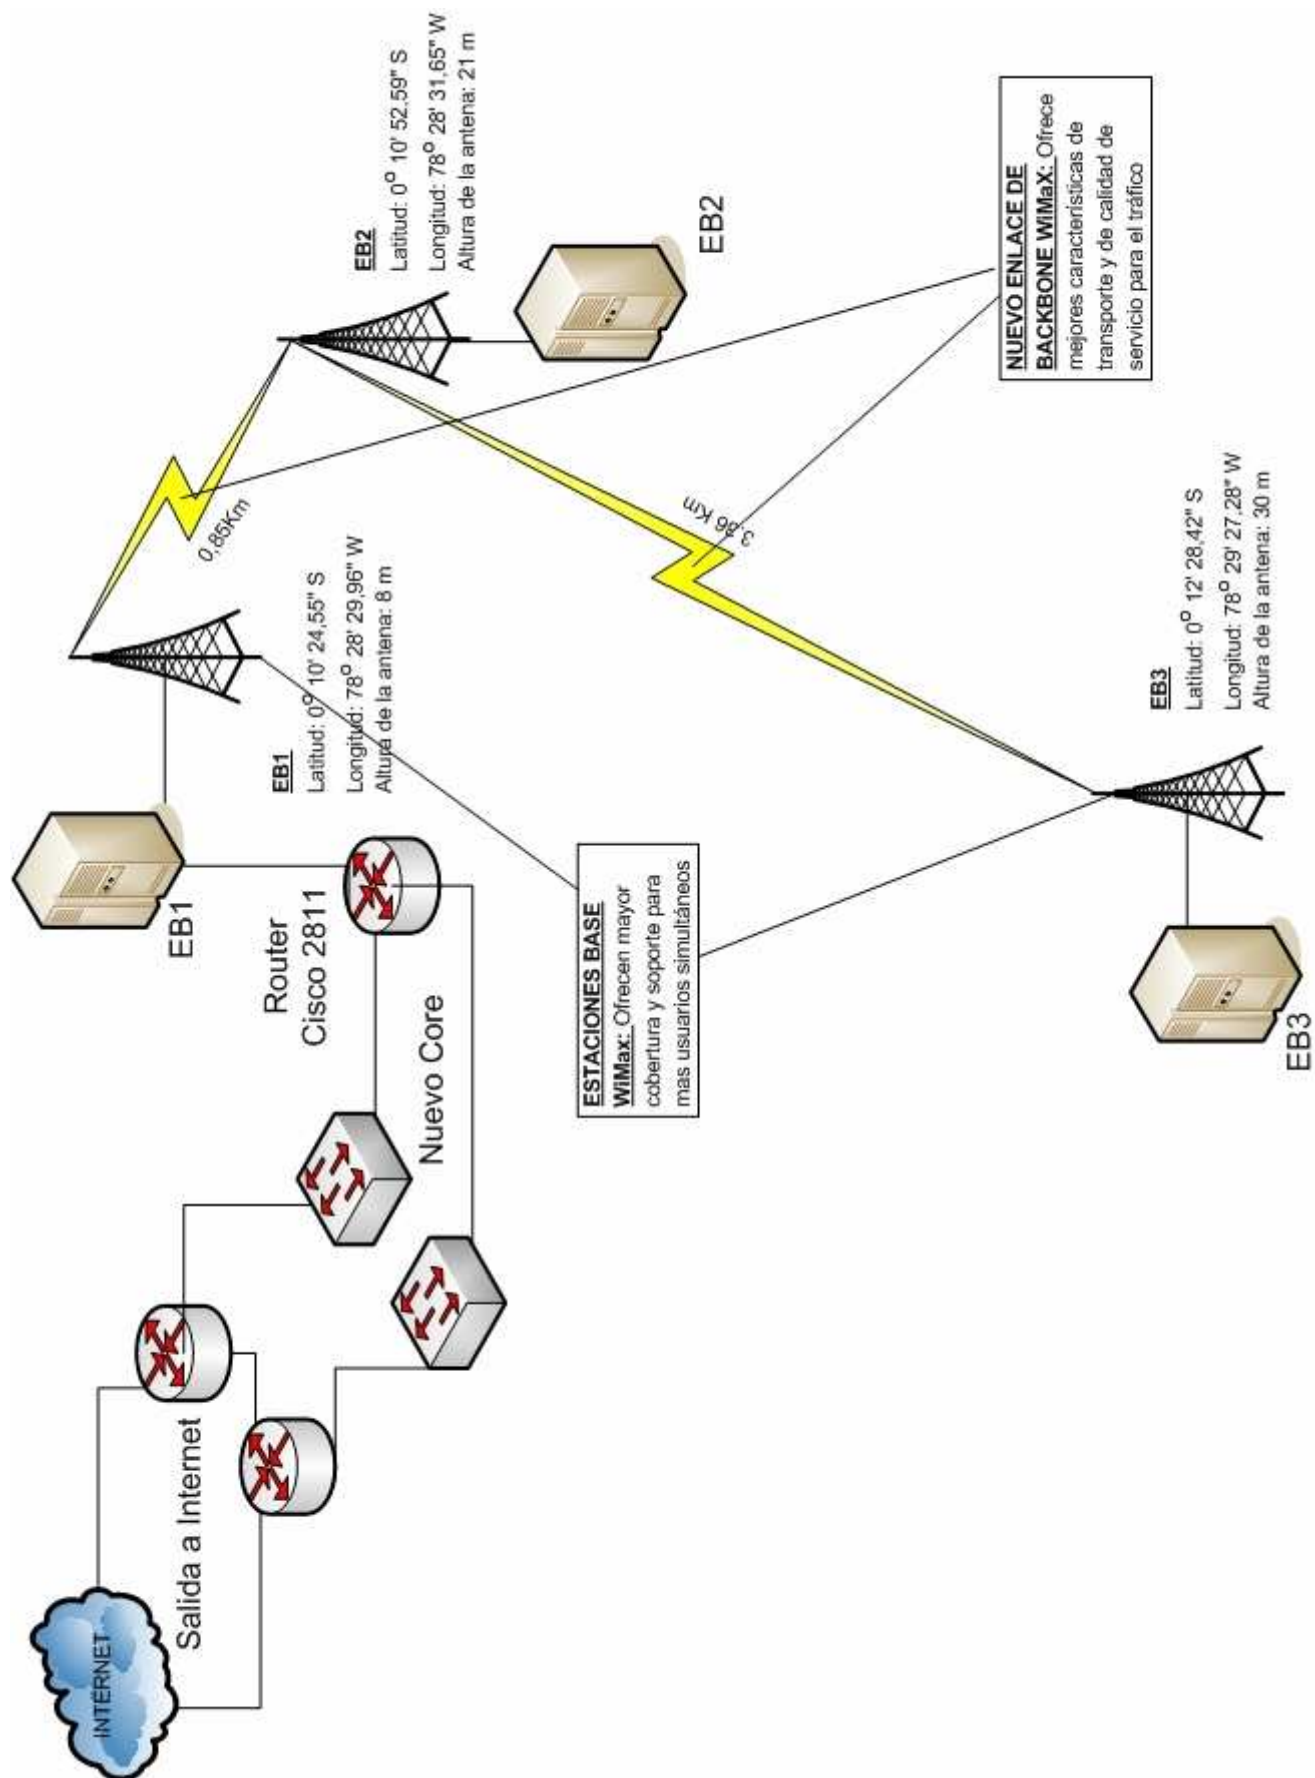 INTERNET
Salida a Internet
EB1
Router
Cisco 2811
Nuevo Core
EB1
Latitud: 0° 10' 24,55" S
Longitud: 78° 28' 29,96" W
Altura de la antena: 8 m
0,85Km
EB2
Latitud: 0° 10' 52,59" S
Longitud: 78° 28' 31,65" W
Altura de la antena: 21 m
EB2
ESTACIONES BASE
WiMax: Ofrecen mayor
cobertura y soporte para
mas usuarios simultáneos
3,86 Km
NUEVO ENLACE DE
BACKBONE WiMaX: Ofrece
mejores características de
transporte y de calidad de
servicio para el tráfico
EB3
Latitud: 0° 12' 28,42" S
Longitud: 78° 29' 27,28" W
Altura de la antena: 30 m
EB3